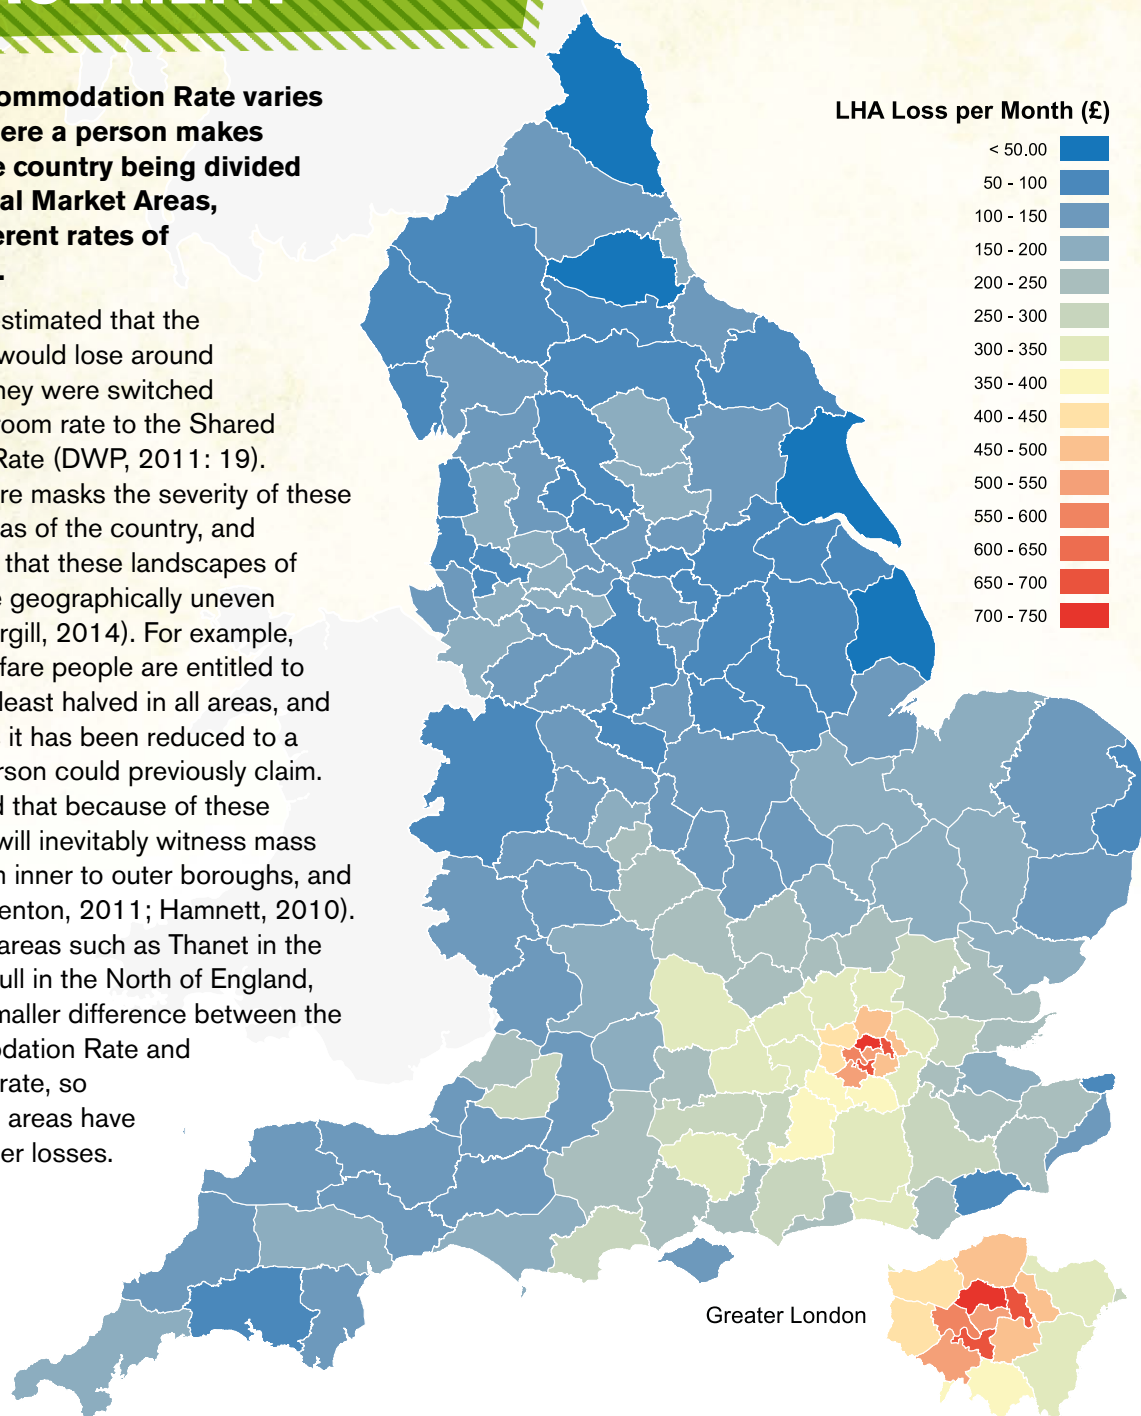 ommodation Rate varies
ere a person makes
e country being divided
al Market Areas,
erent rates of
.
stimated that the
would lose around
ney were switched
oom rate to the Shared
Rate (DWP, 2011: 19).
re masks the severity of these
as of the country, and
that these landscapes of
e geographically uneven
rgill, 2014). For example,
fare people are entitled to
least halved in all areas, and
s it has been reduced to a
erson could previously claim.
d that because of these
will inevitably witness mass
n inner to outer boroughs, and
enton, 2011; Hamnett, 2010).
areas such as Thanet in the
ull in the North of England,
maller difference between the
odation Rate and
rate, so
areas have
er losses.
LHA Loss per Month (£)
< 50.00
50 - 100
100 - 150
150 - 200
200 - 250
250 - 300
300 - 350
350 - 400
400 - 450
450 - 500
500 - 550
550 - 600
600 - 650
650 - 700
700 - 750
Greater London